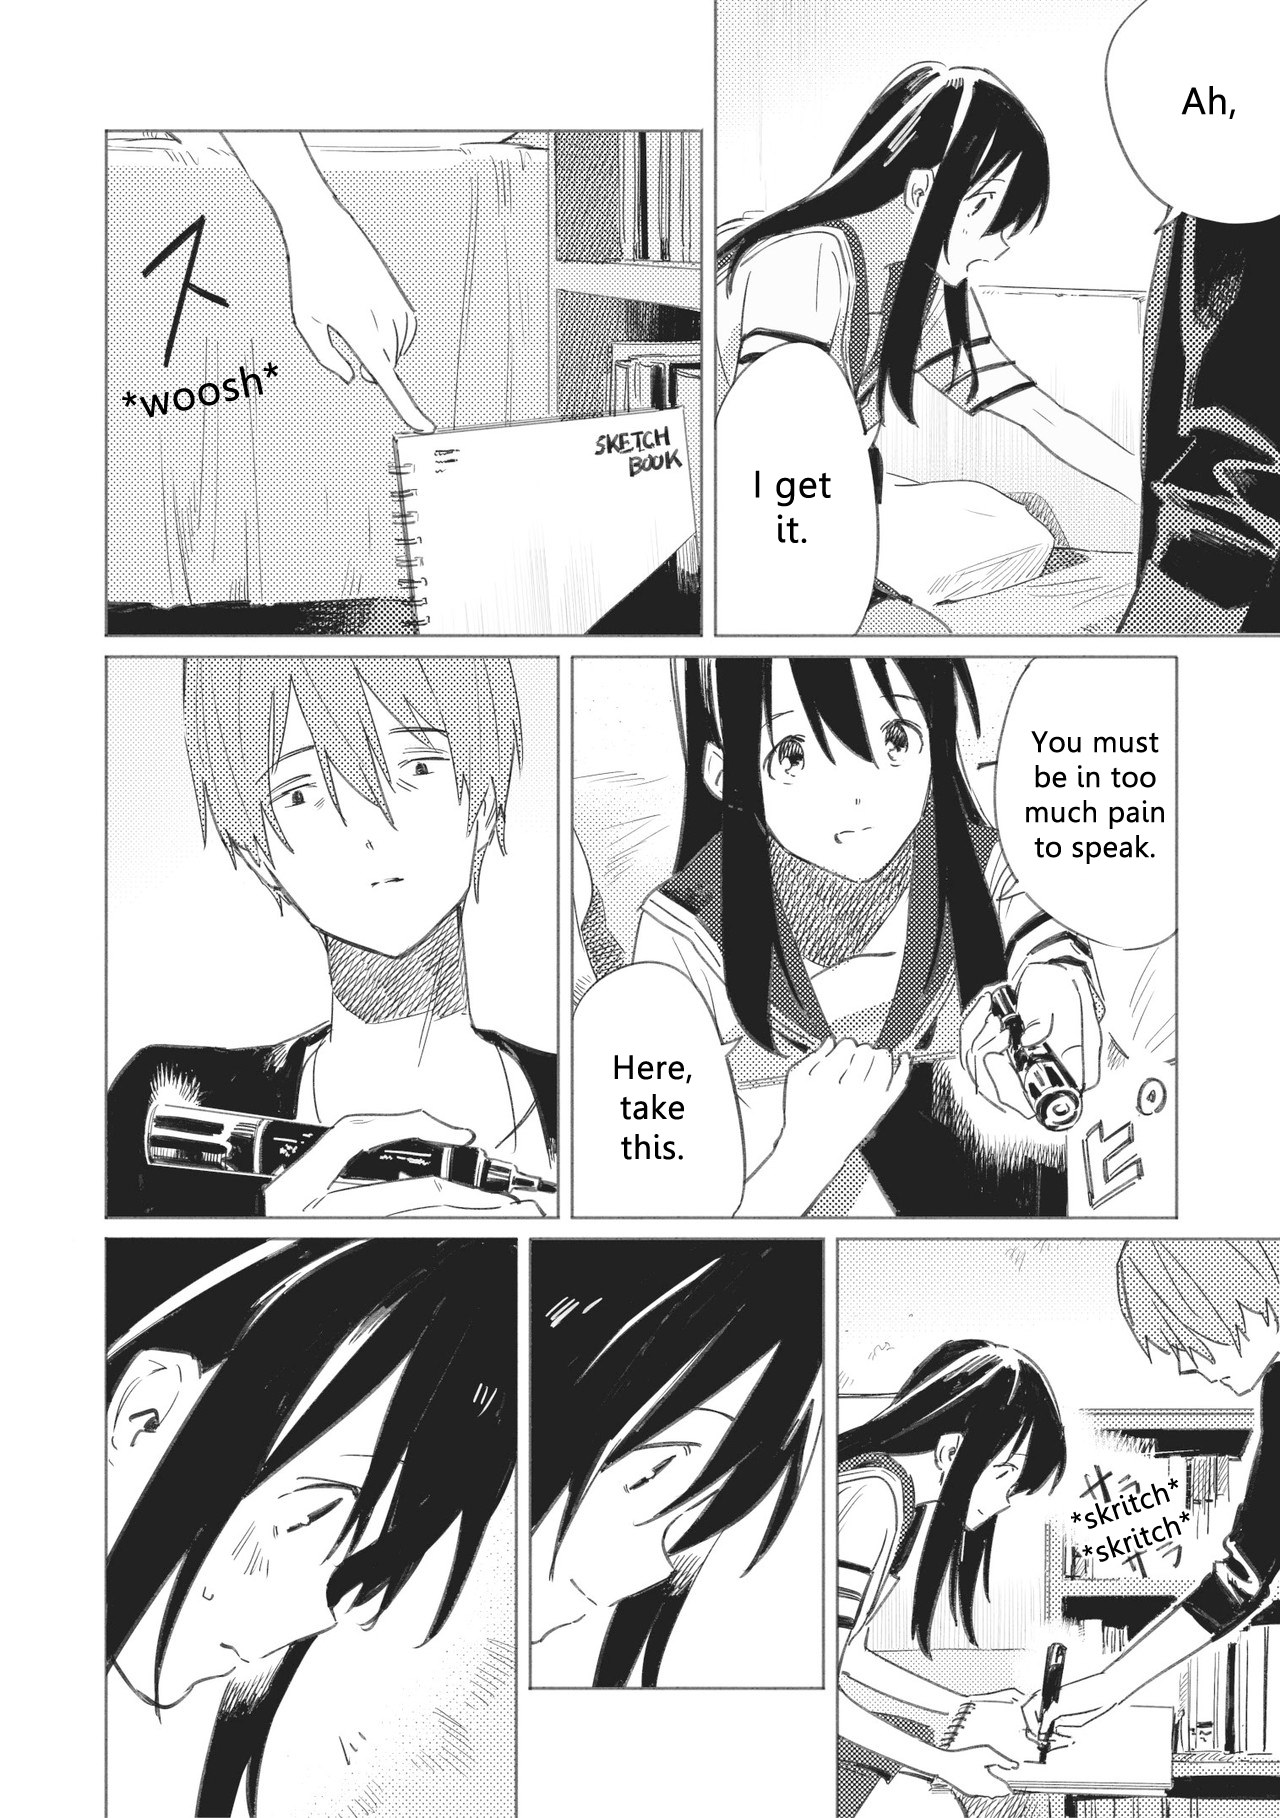 Ah,
I get
it.
ス
*woosh*
SKETCH
BOOK
You must
be in too
much pain
to speak.
Here,
take
this.
ピ
サラ
*skritch*
*skritch*
サラ